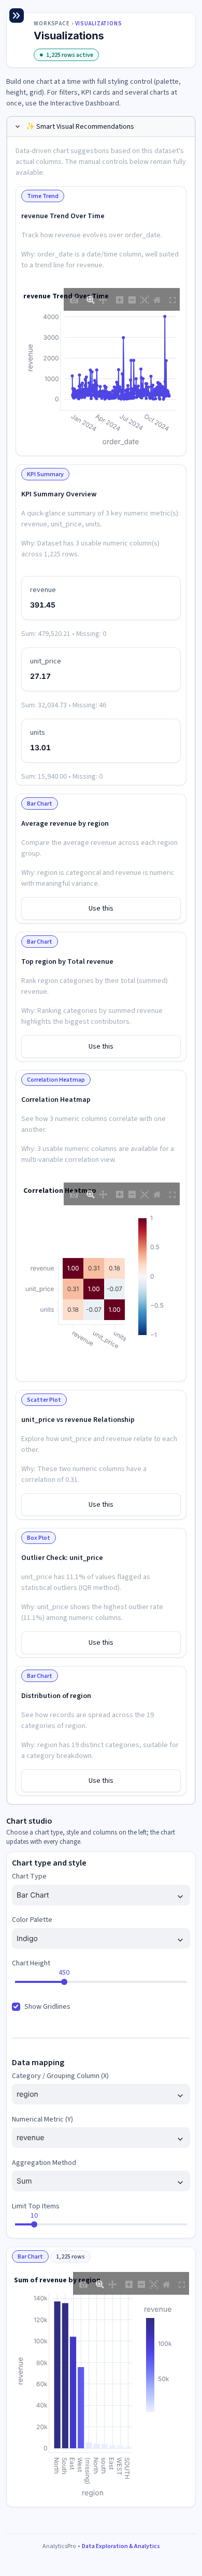 WORKSPACE › VISUALIZATIONS
Visualizations
1,225 rows active
Build one chart at a time with full styling control (palette,
height, grid). For filters, KPI cards and several charts at
once, use the Interactive Dashboard.
✨ Smart Visual Recommendations
Data-driven chart suggestions based on this dataset's
actual columns. The manual controls below remain fully
available.
Time Trend
revenue Trend Over Time
Track how revenue evolves over order_date.
Why: order_date is a date/time column, well suited
to a trend line for revenue.
revenue Trend Over Time
4000
3000
2000
1000
0
revenue
Jan 2024
Apr 2024
Jul 2024
Oct 2024
order_date
KPI Summary
KPI Summary Overview
A quick-glance summary of 3 key numeric metric(s):
revenue, unit_price, units.
Why: Dataset has 3 usable numeric column(s)
across 1,225 rows.
revenue
391.45
Sum: 479,520.21 • Missing: 0
unit_price
27.17
Sum: 32,034.73 • Missing: 46
units
13.01
Sum: 15,940.00 • Missing: 0
Bar Chart
Average revenue by region
Compare the average revenue across each region
group.
Why: region is categorical and revenue is numeric
with meaningful variance.
Use this
Bar Chart
Top region by Total revenue
Rank region categories by their total (summed)
revenue.
Why: Ranking categories by summed revenue
highlights the biggest contributors.
Use this
Correlation Heatmap
Correlation Heatmap
See how 3 numeric columns correlate with one
another.
Why: 3 usable numeric columns are available for a
multi-variable correlation view.
Correlation Heatmap
1
0.5
0
−0.5
−1
revenue
1.00
0.31
0.18
unit_price
0.31
1.00
-0.07
units
0.18
-0.07
1.00
revenue
unit_price
units
Scatter Plot
unit_price vs revenue Relationship
Explore how unit_price and revenue relate to each
other.
Why: These two numeric columns have a
correlation of 0.31.
Use this
Box Plot
Outlier Check: unit_price
unit_price has 11.1% of values flagged as
statistical outliers (IQR method).
Why: unit_price shows the highest outlier rate
(11.1%) among numeric columns.
Use this
Bar Chart
Distribution of region
See how records are spread across the 19
categories of region.
Why: region has 19 distinct categories, suitable for
a category breakdown.
Use this
Chart studio
Choose a chart type, style and columns on the left; the chart
updates with every change.
Chart type and style
Chart Type
Bar Chart
Color Palette
Indigo
Chart Height
450
Show Gridlines
Data mapping
Category / Grouping Column (X)
region
Numerical Metric (Y)
revenue
Aggregation Method
Sum
Limit Top Items
10
Bar Chart
1,225 rows
Sum of revenue by region
140k
120k
100k
80k
60k
40k
20k
0
revenue
North
South
East
West
(missing)
North
south
East
WEST
SOUTH
region
revenue
100k
50k
AnalyticsPro • Data Exploration & Analytics